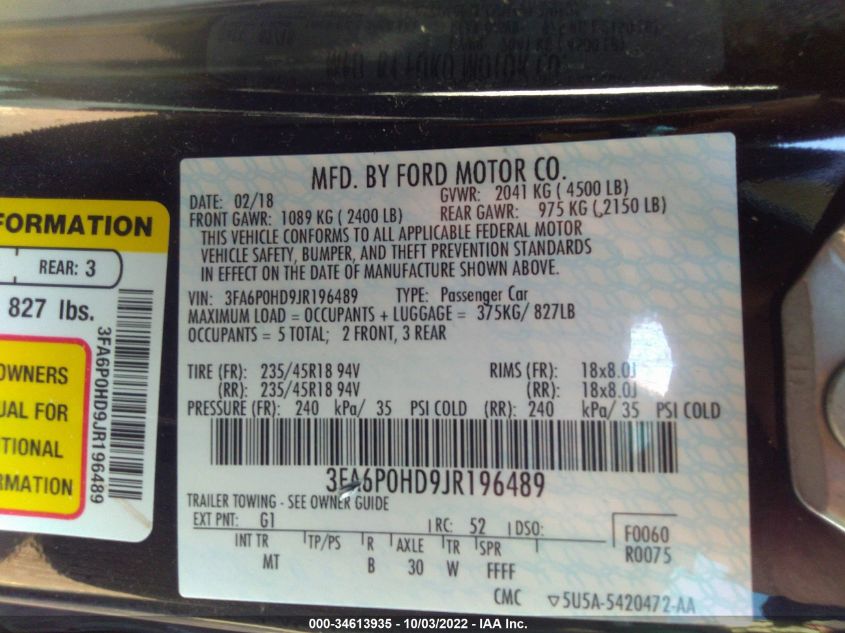 MFD. BY FORD MOTOR CO.
DATE: 02/18 GVWR: 2041 KG ( 4500 LB)
FRONT GAWR: 1089 KG ( 2400 LB) REAR GAWR: 975 KG ( 2150 LB)
THIS VEHICLE CONFORMS TO ALL APPLICABLE FEDERAL MOTOR
VEHICLE SAFETY, BUMPER, AND THEFT PREVENTION STANDARDS
IN EFFECT ON THE DATE OF MANUFACTURE SHOWN ABOVE.
VIN: 3FA6P0HD9JR196489 TYPE: Passenger Car
MAXIMUM LOAD = OCCUPANTS + LUGGAGE = 375KG/ 827LB
OCCUPANTS = 5 TOTAL; 2 FRONT, 3 REAR
TIRE (FR): 235/45R18 94V RIMS (FR): 18x8.0J
(RR): 235/45R18 94V (RR): 18x8.0J
PRESSURE (FR): 240 kPa/ 35 PSI COLD (RR): 240 kPa/ 35 PSI COLD
3FA6P0HD9JR196489
TRAILER TOWING - SEE OWNER GUIDE
EXT PNT: G1 RC: 52 DSO:
F0060
R0075
INT TR TP/PS R AXLE TR SPR
MT B 30 W FFFF
CMC 5U5A-5420472-AA
FORMATION
REAR: 3
827 lbs.
OWNERS
UAL FOR
ITIONAL
RMATION
3FA6P0HD9JR196489
MFD. BY FORD MOTOR CO.
000-34613935 - 10/03/2022 - IAA Inc.